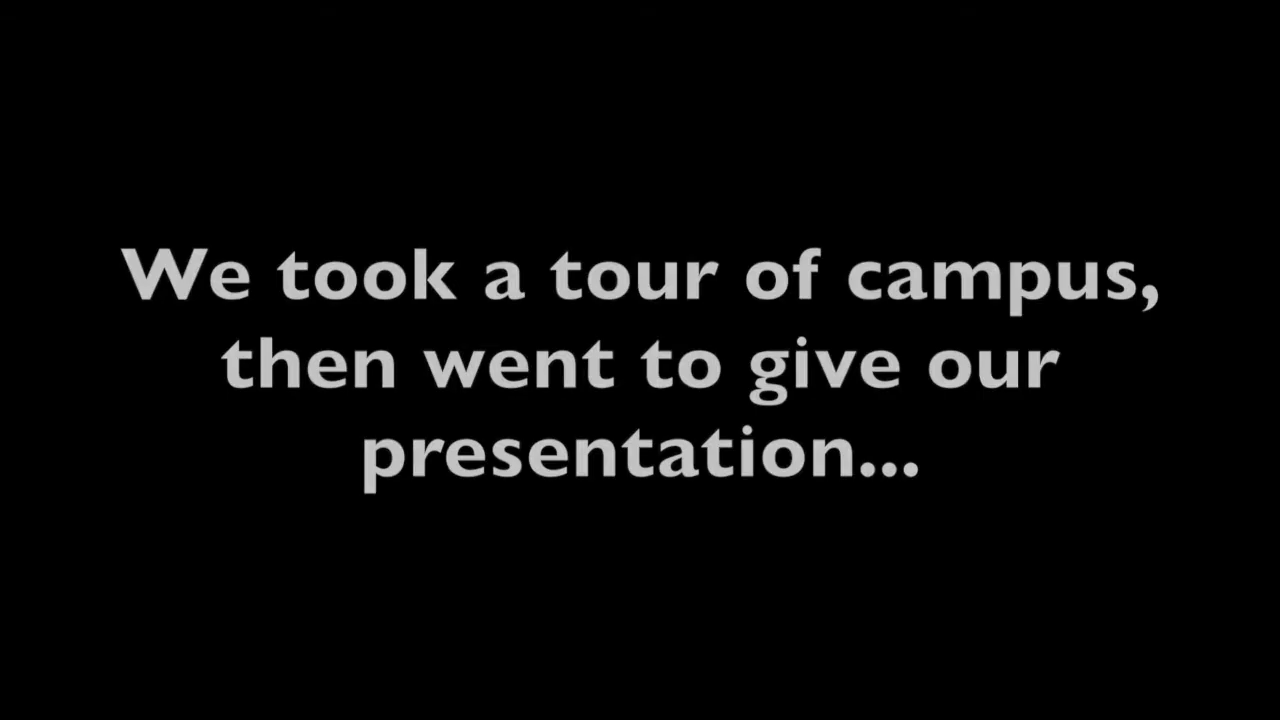 We took a tour of campus,
then went to give our
presentation...